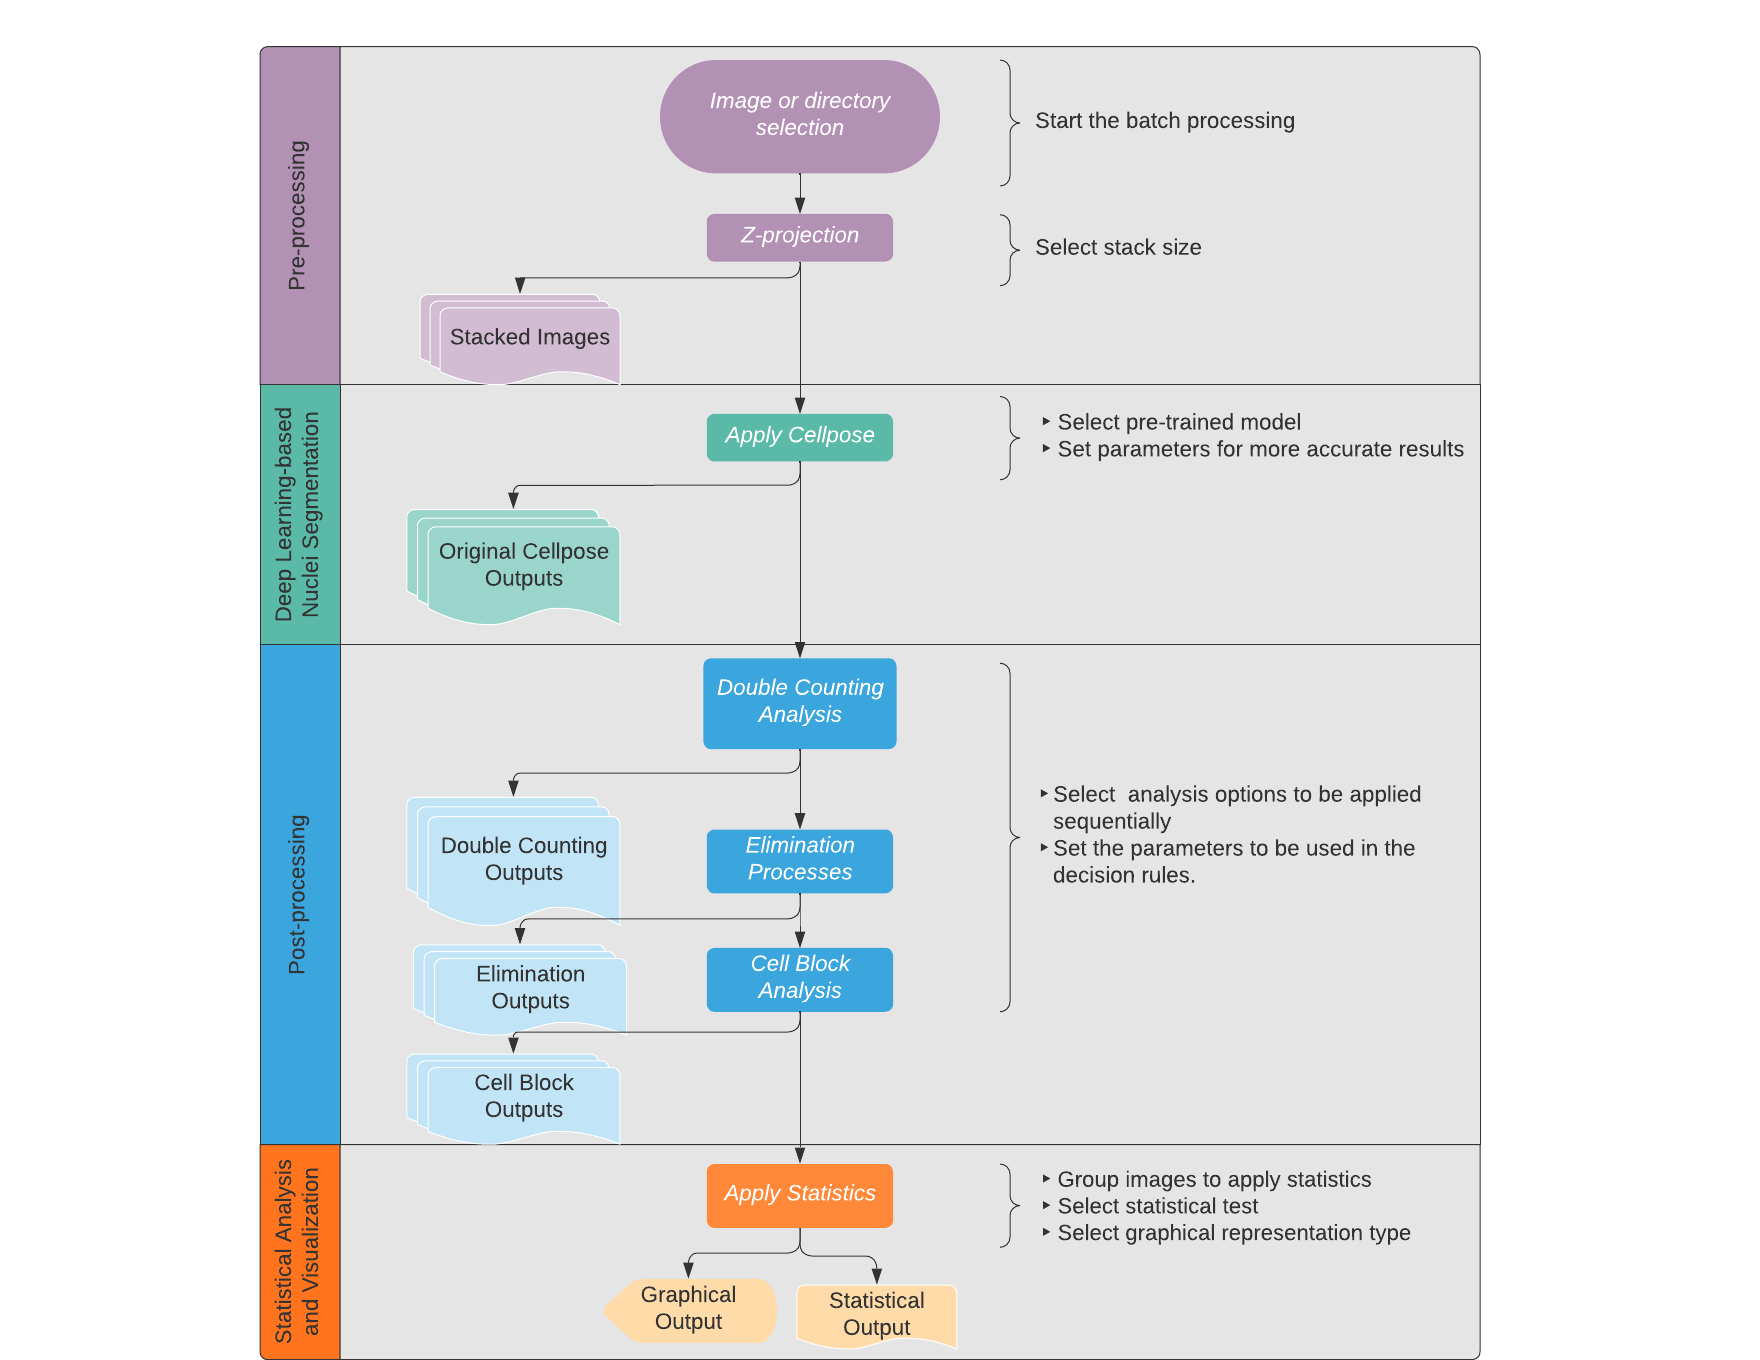 Pre-processing
Image or directory
selection
Start the batch processing
Z-projection
Select stack size
Stacked Images
Deep Learning-based
Nuclei Segmentation
Apply Cellpose
Select pre-trained model
Set parameters for more accurate results
Original Cellpose
Outputs
Post-processing
Double Counting
Analysis
Select  analysis options to be applied
sequentially
Set the parameters to be used in the
decision rules.
Double Counting
Outputs
Elimination
Processes
Elimination
Outputs
Cell Block
Analysis
Cell Block
Outputs
Statistical Analysis
and Visualization
Apply Statistics
Group images to apply statistics
Select statistical test
Select graphical representation type
Graphical
Output
Statistical
Output